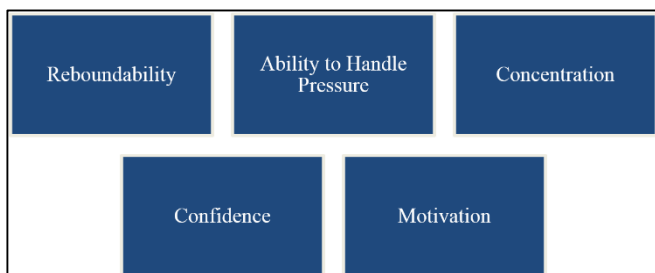 Reboundability
Ability to Handle
Pressure
Concentration
Confidence
Motivation